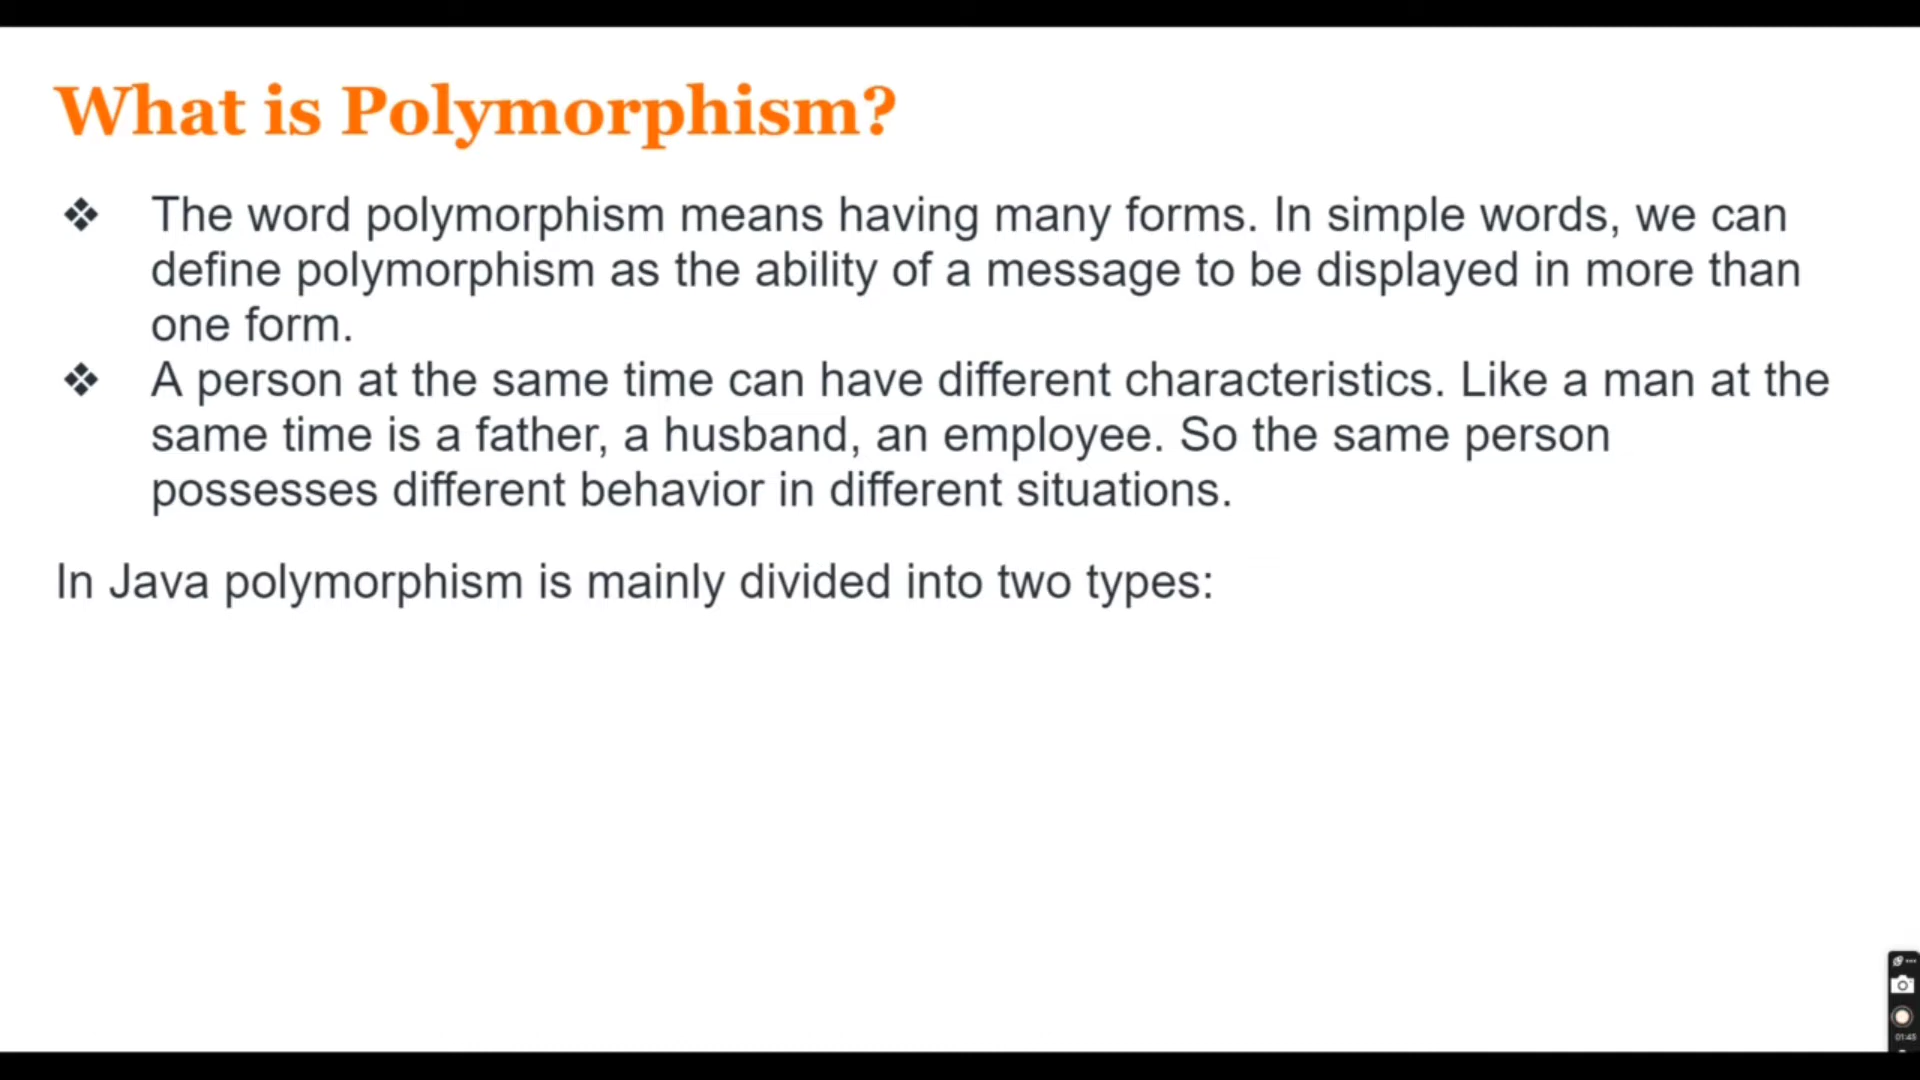 What is Polymorphism?
❖ The word polymorphism means having many forms. In simple words, we can
define polymorphism as the ability of a message to be displayed in more than
one form.
❖ A person at the same time can have different characteristics. Like a man at the
same time is a father, a husband, an employee. So the same person
possesses different behavior in different situations.
In Java polymorphism is mainly divided into two types:
01:43